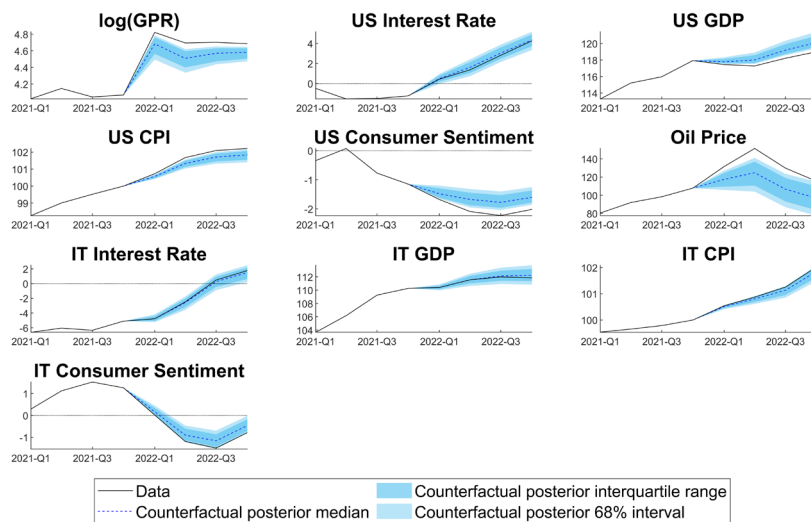 log(GPR)
4.8
4.6
4.4
4.2
2021-Q1
2021-Q3
2022-Q1
2022-Q3
US Interest Rate
4
2
0
2021-Q1
2021-Q3
2022-Q1
2022-Q3
US GDP
120
118
116
114
2021-Q1
2021-Q3
2022-Q1
2022-Q3
US CPI
102
101
100
99
2021-Q1
2021-Q3
2022-Q1
2022-Q3
US Consumer Sentiment
0
-1
-2
2021-Q1
2021-Q3
2022-Q1
2022-Q3
Oil Price
140
120
100
80
2021-Q1
2021-Q3
2022-Q1
2022-Q3
IT Interest Rate
2
0
-2
-4
-6
2021-Q1
2021-Q3
2022-Q1
2022-Q3
IT GDP
112
110
108
106
104
2021-Q1
2021-Q3
2022-Q1
2022-Q3
IT CPI
102
101
100
2021-Q1
2021-Q3
2022-Q1
2022-Q3
IT Consumer Sentiment
1
0
-1
2021-Q1
2021-Q3
2022-Q1
2022-Q3
Data
Counterfactual posterior median
Counterfactual posterior interquartile range
Counterfactual posterior 68% interval